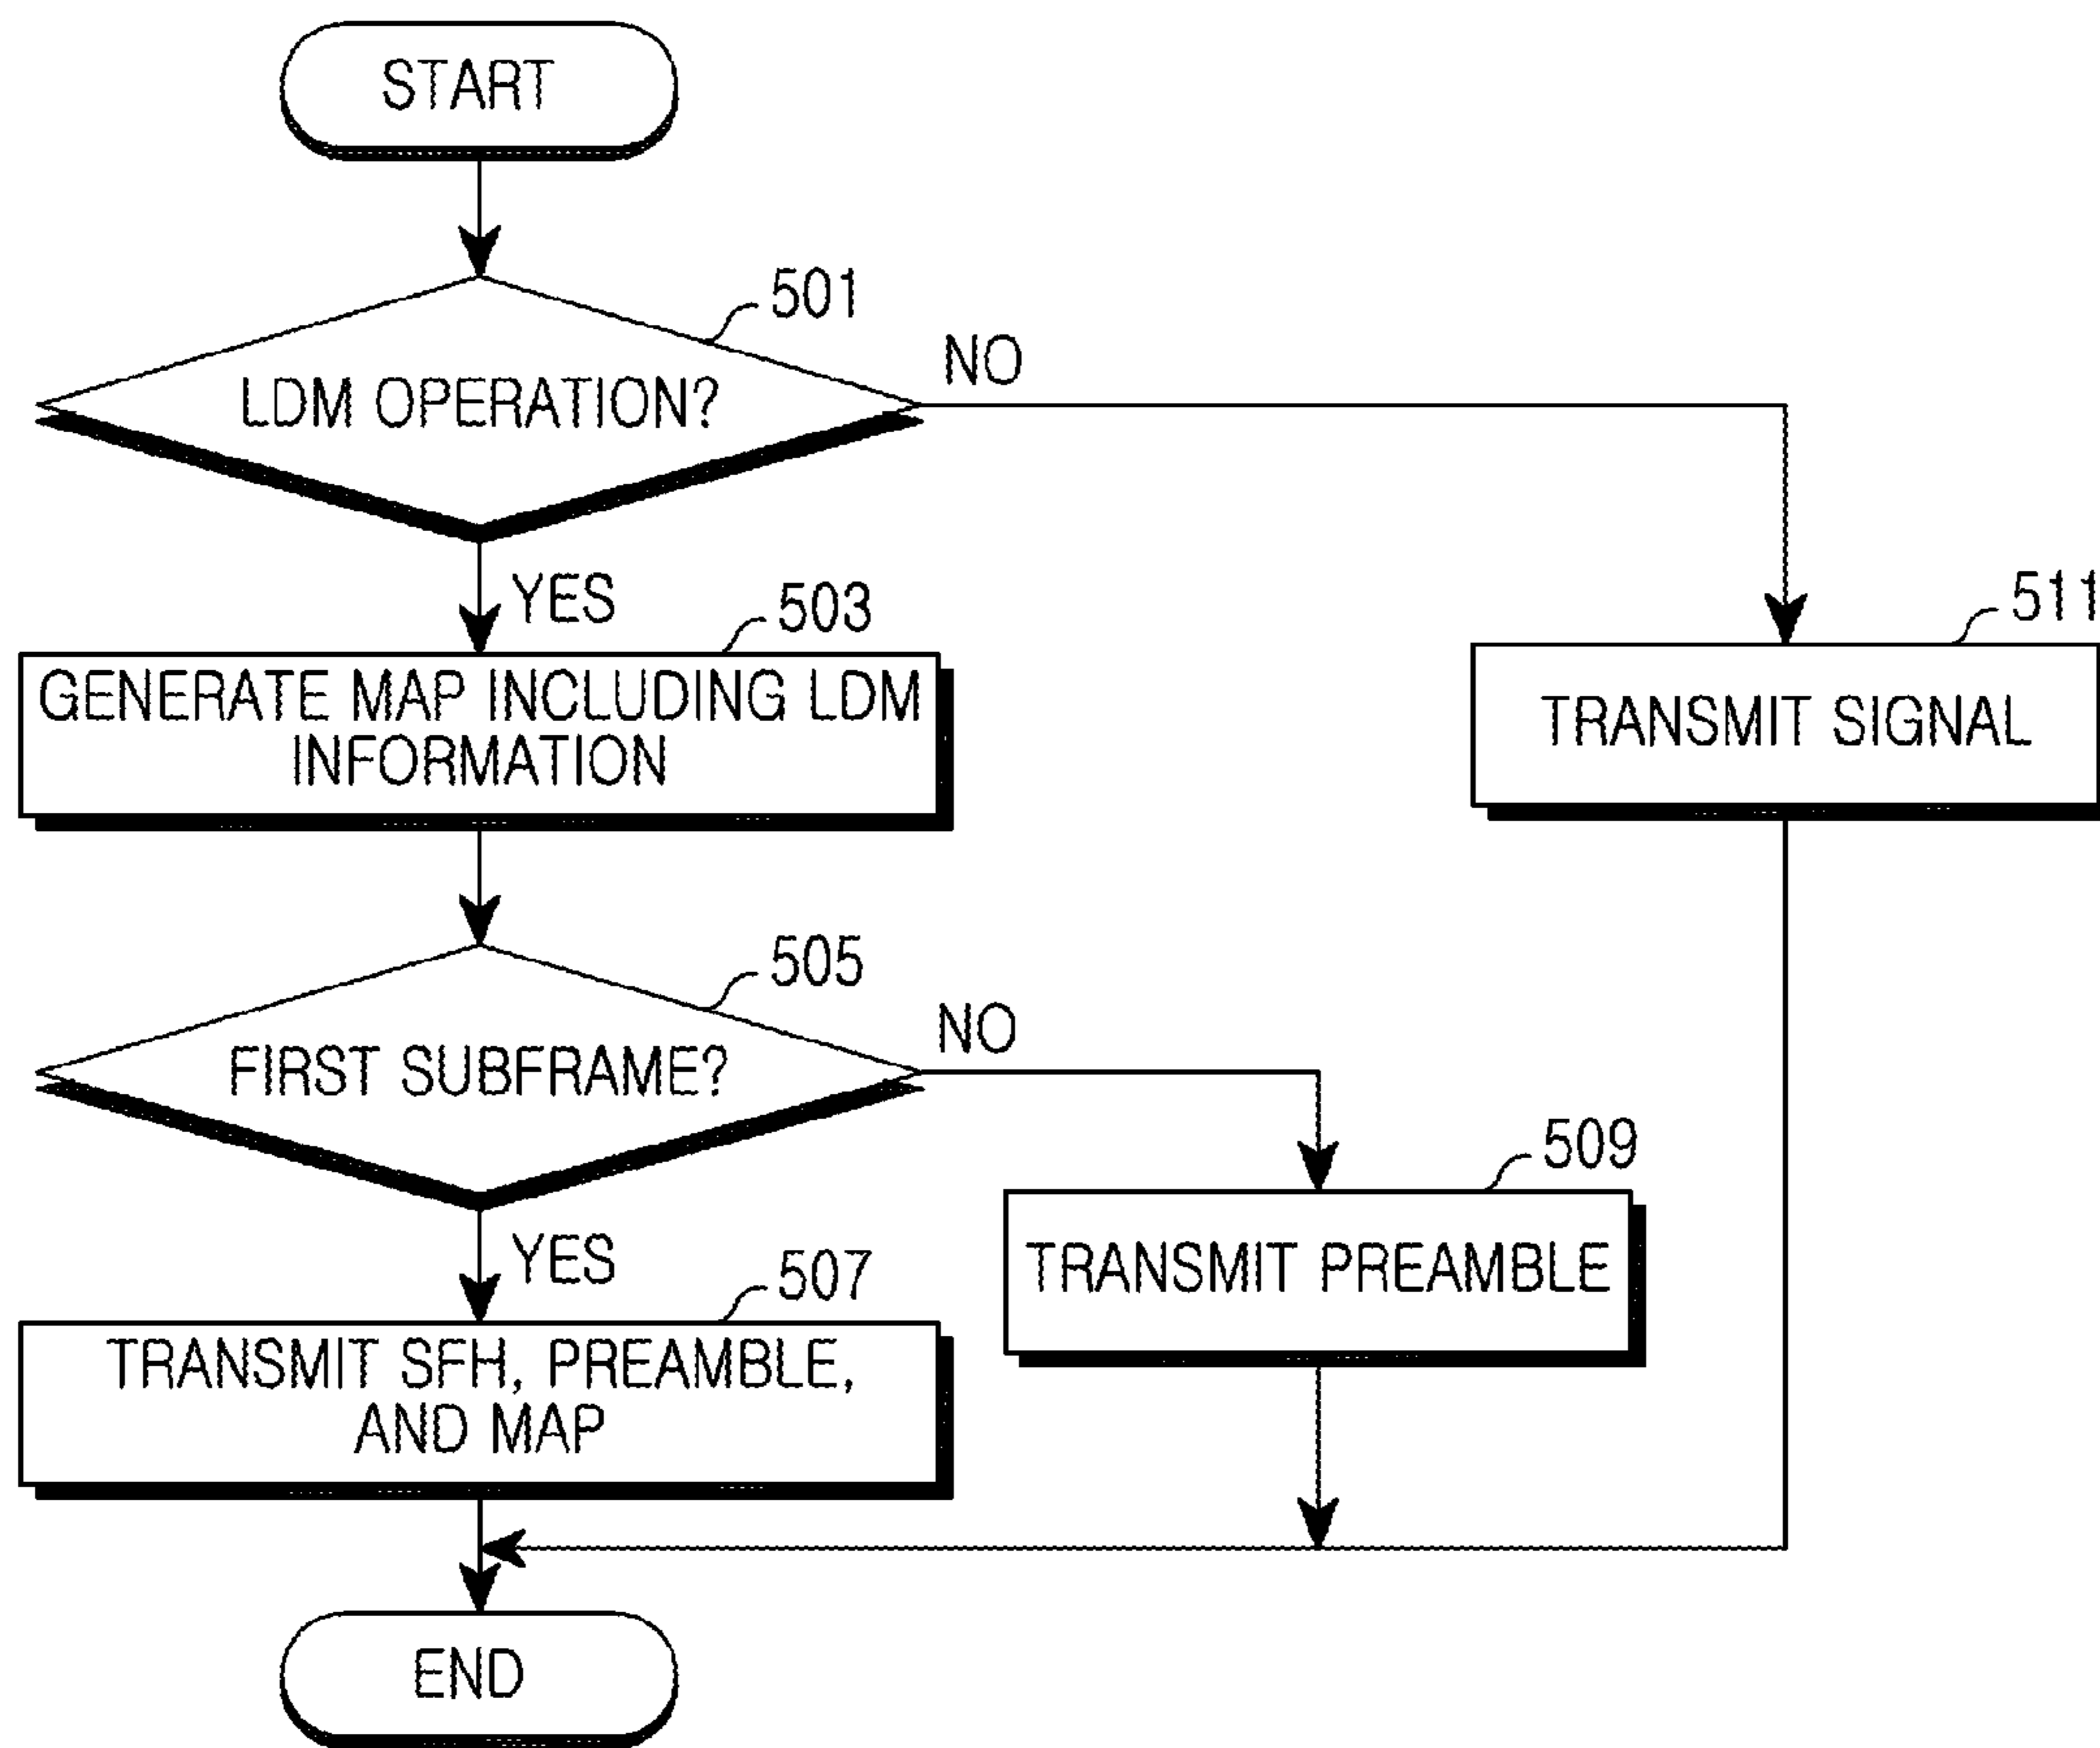 START
501
LDM OPERATION?
NO
YES
503
GENERATE MAP INCLUDING LDM
INFORMATION
511
TRANSMIT SIGNAL
505
FIRST SUBFRAME?
NO
YES
509
TRANSMIT PREAMBLE
507
TRANSMIT SFH, PREAMBLE,
AND MAP
END